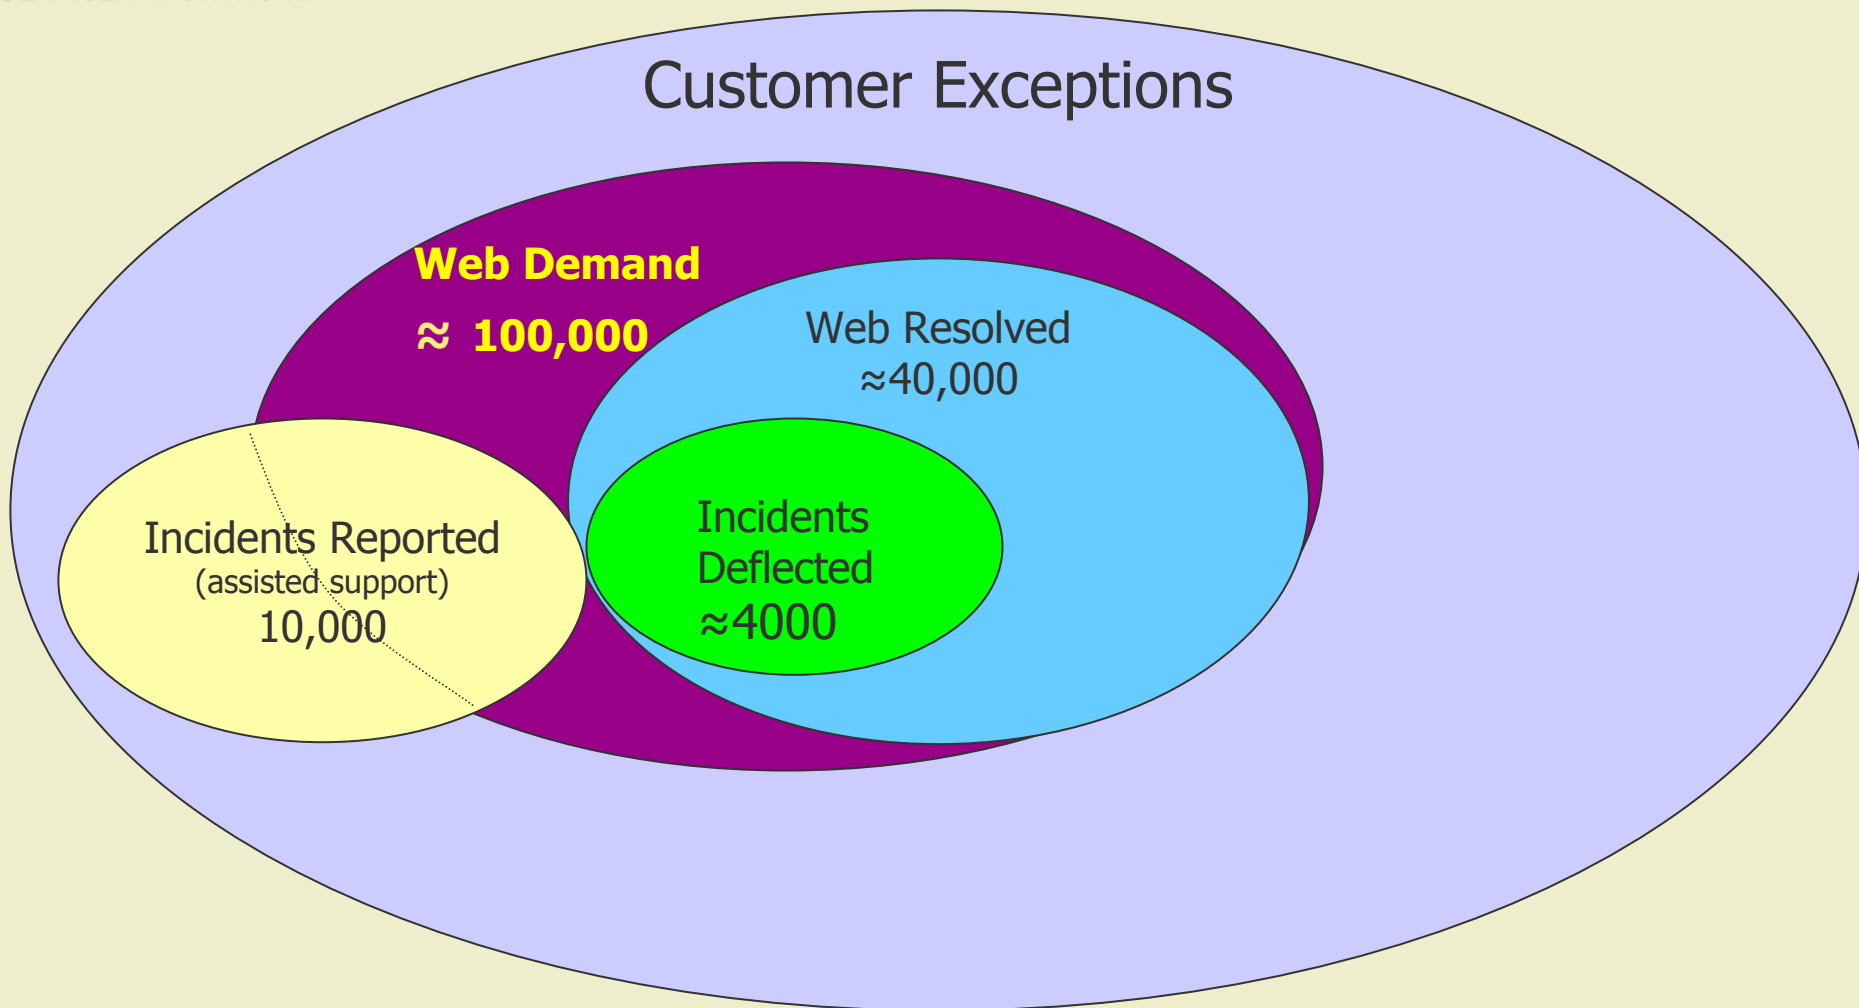 Customer Exceptions
Web Demand
≈ 100,000
Web Resolved
≈40,000
Incidents Reported
(assisted support)
10,000
Incidents
Deflected
≈4000